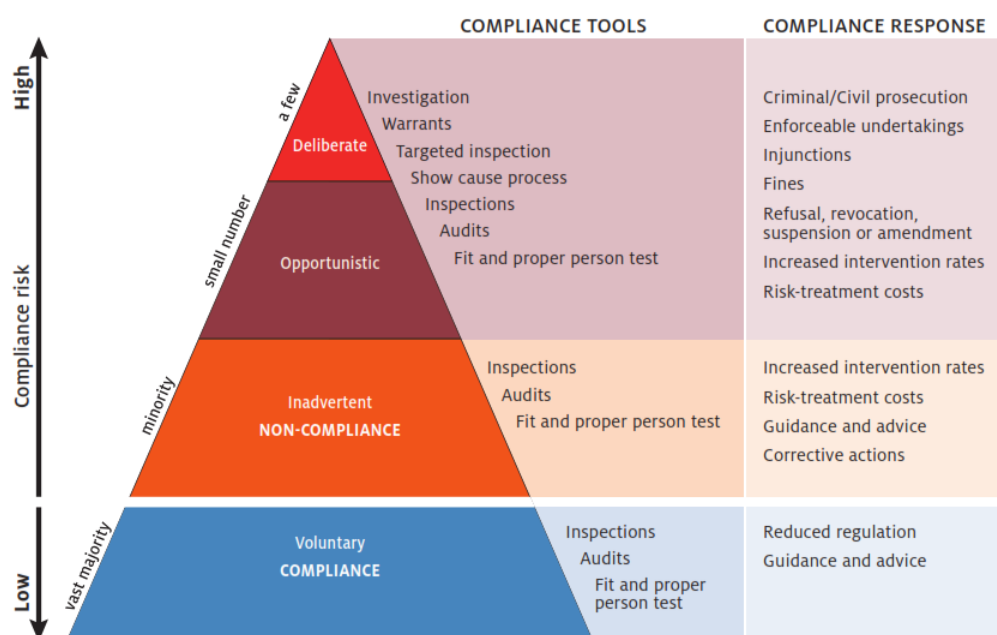 COMPLIANCE TOOLS
COMPLIANCE RESPONSE
High
Compliance risk
Low
a few
small number
minority
vast majority
Deliberate
Opportunistic
Inadvertent
NON-COMPLIANCE
Voluntary
COMPLIANCE
Investigation
Warrants
Targeted inspection
Show cause process
Inspections
Audits
Fit and proper person test
Criminal/Civil prosecution
Enforceable undertakings
Injunctions
Fines
Refusal, revocation,
suspension or amendment
Increased intervention rates
Risk-treatment costs
Inspections
Audits
Fit and proper person test
Increased intervention rates
Risk-treatment costs
Guidance and advice
Corrective actions
Inspections
Audits
Fit and proper
person test
Reduced regulation
Guidance and advice